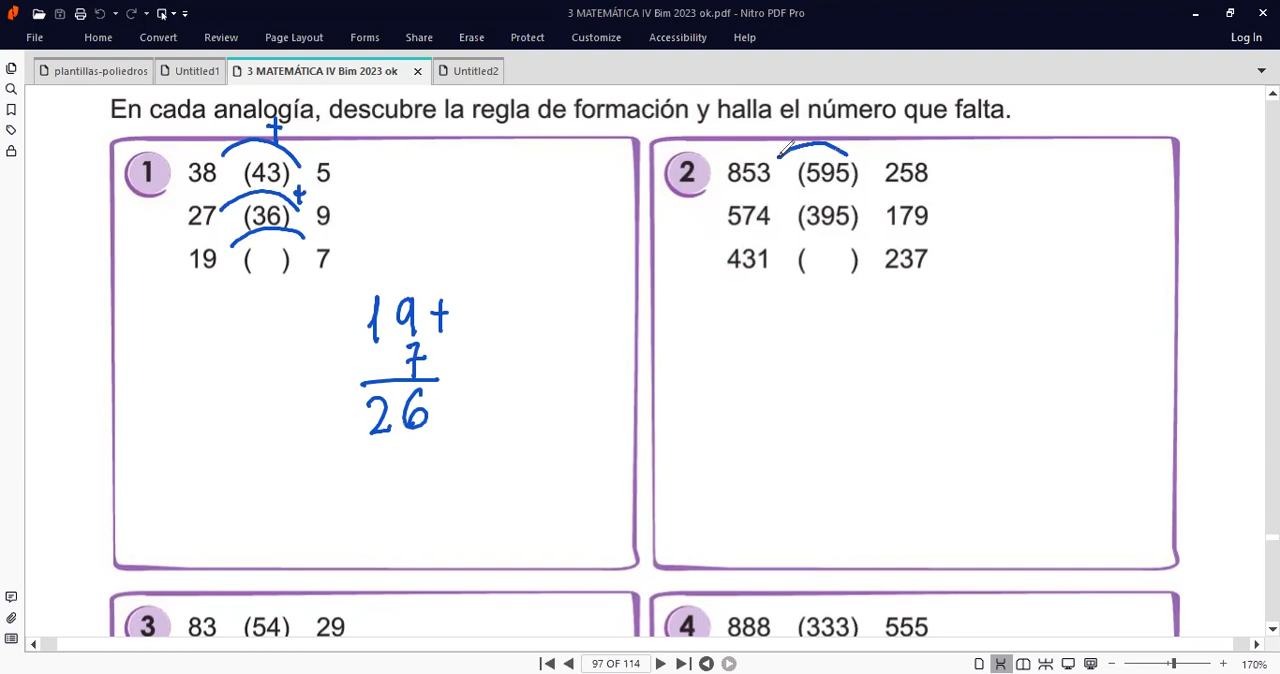 3 MATEMÁTICA IV Bim 2023 ok.pdf - Nitro PDF Pro
File Home Convert Review Page Layout Forms Share Erase Protect Customize Accessibility Help Log In
plantillas-poliedros Untitled1 3 MATEMÁTICA IV Bim 2023 ok Untitled2
En cada analogía, descubre la regla de formación y halla el número que falta.
+
1 38 (43) 5
+
27 (36) 9
19 ( ) 7
19+
7
26
2 853 (595) 258
574 (395) 179
431 ( ) 237
3 83 (54) 29
4 888 (333) 555
97 OF 114
170%